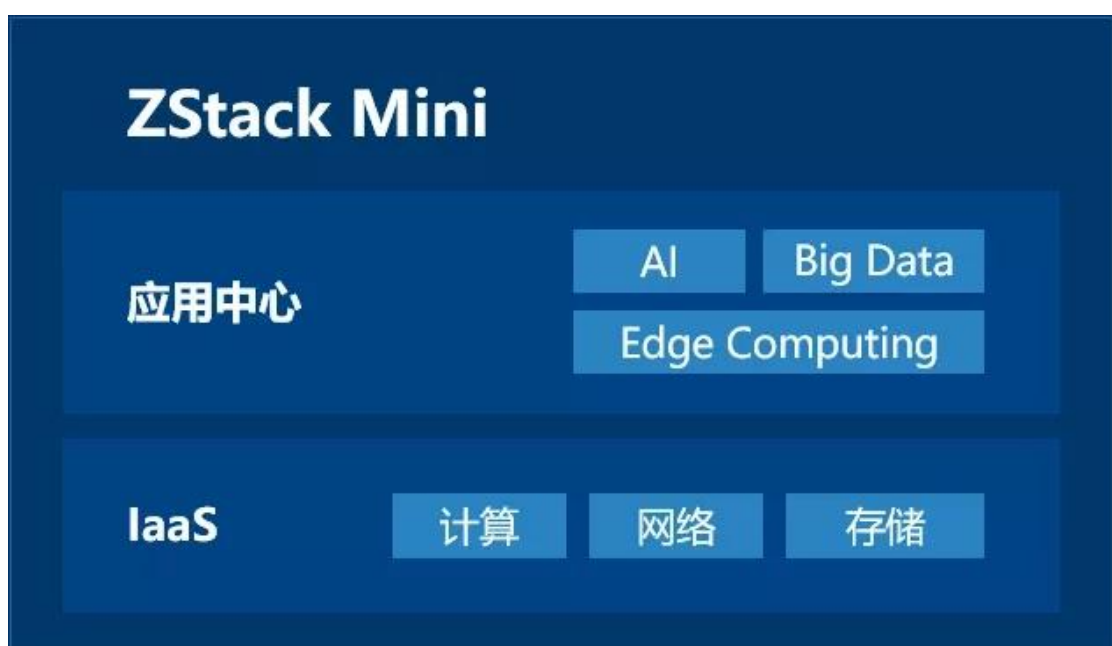 ZStack Mini
应用中心
AI
Big Data
Edge Computing
IaaS
计算
网络
存储